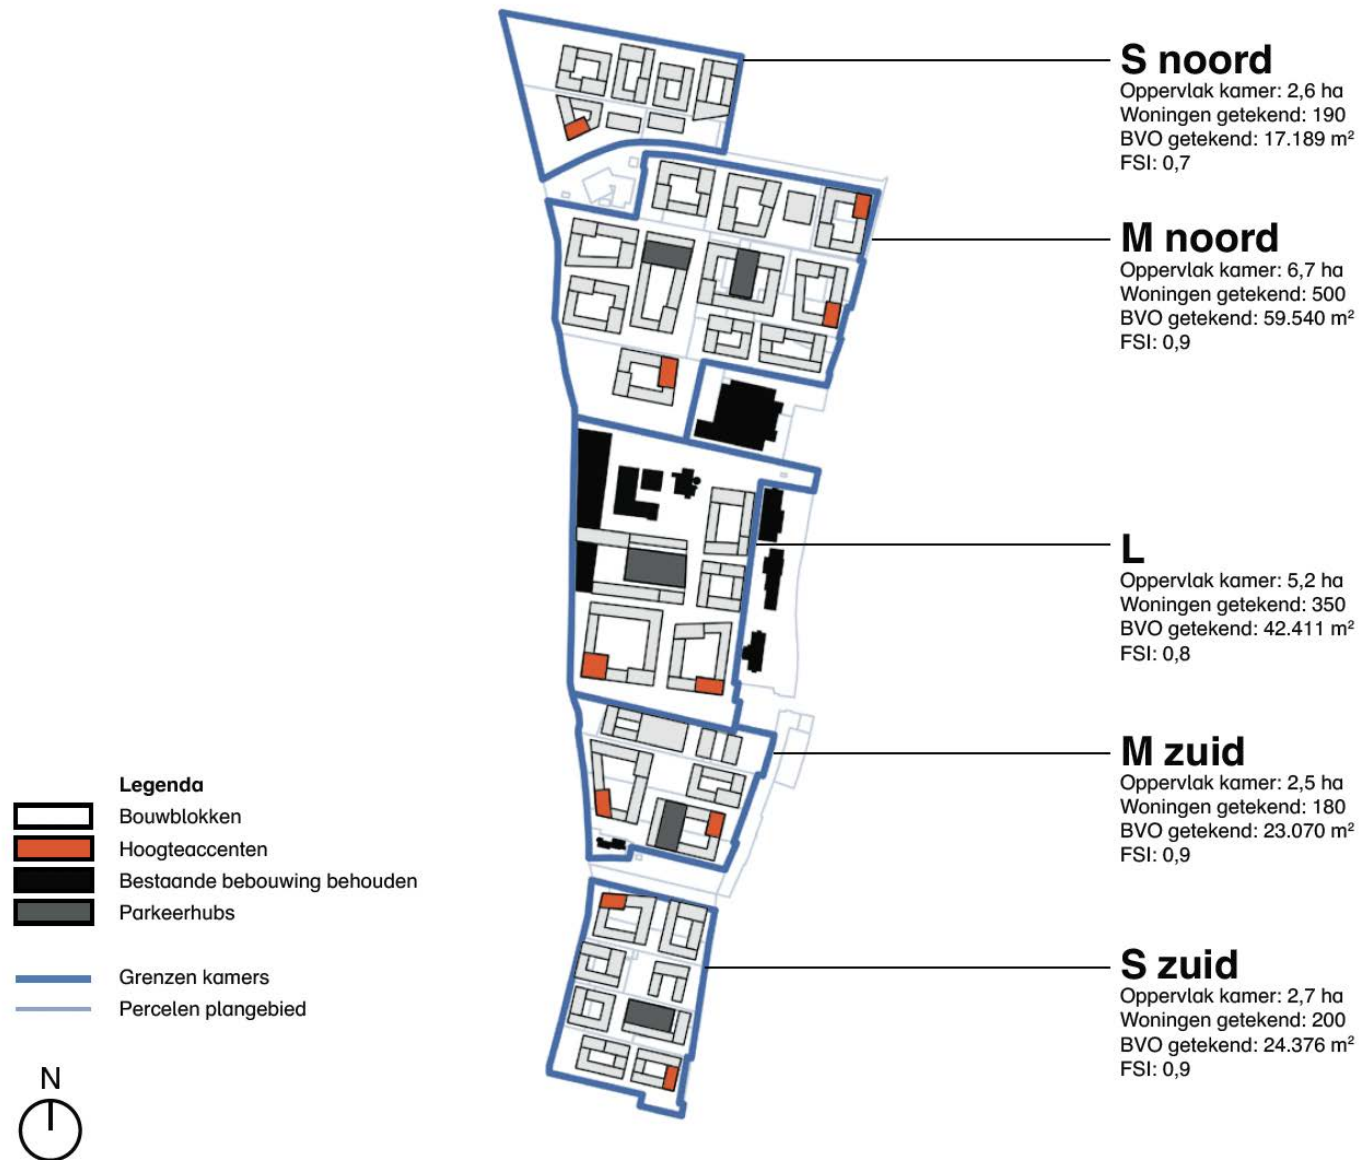 S noord
Oppervlak kamer: 2,6 ha
Woningen getekend: 190
BVO getekend: 17.189 m²
FSI: 0,7
M noord
Oppervlak kamer: 6,7 ha
Woningen getekend: 500
BVO getekend: 59.540 m²
FSI: 0,9
L
Oppervlak kamer: 5,2 ha
Woningen getekend: 350
BVO getekend: 42.411 m²
FSI: 0,8
M zuid
Oppervlak kamer: 2,5 ha
Woningen getekend: 180
BVO getekend: 23.070 m²
FSI: 0,9
S zuid
Oppervlak kamer: 2,7 ha
Woningen getekend: 200
BVO getekend: 24.376 m²
FSI: 0,9
Legenda
Bouwblokken
Hoogteaccenten
Bestaande bebouwing behouden
Parkeerhubs
Grenzen kamers
Percelen plangebied
N